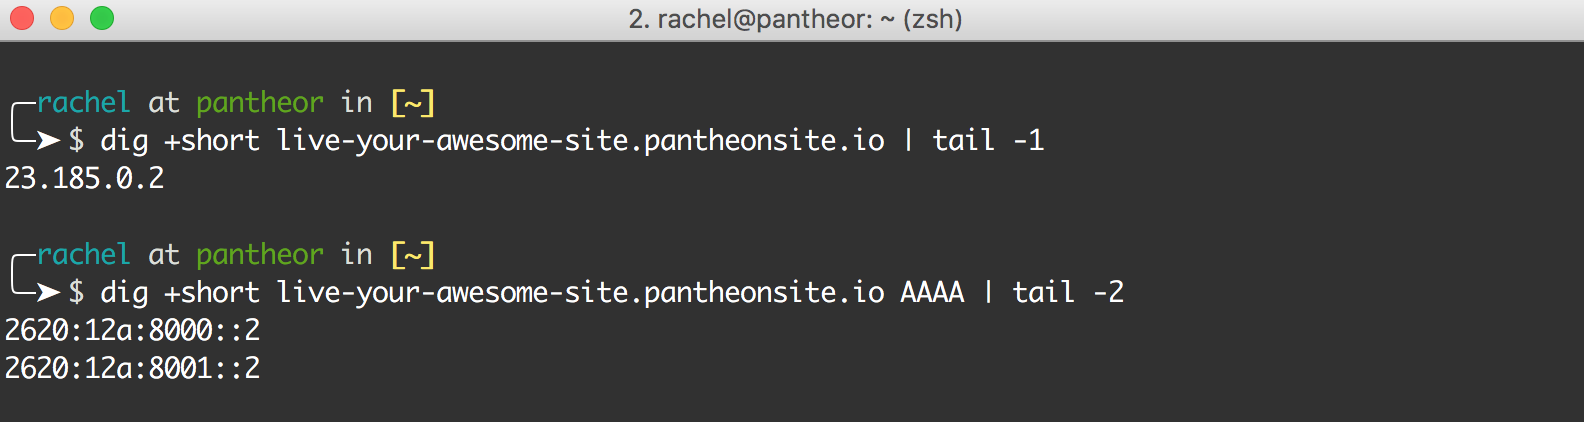 2. rachel@pantheor: ~ (zsh)
rachel at pantheor in [~]
$ dig +short live-your-awesome-site.pantheonsite.io | tail -1
23.185.0.2
rachel at pantheor in [~]
$ dig +short live-your-awesome-site.pantheonsite.io AAAA | tail -2
2620:12a:8000::2
2620:12a:8001::2